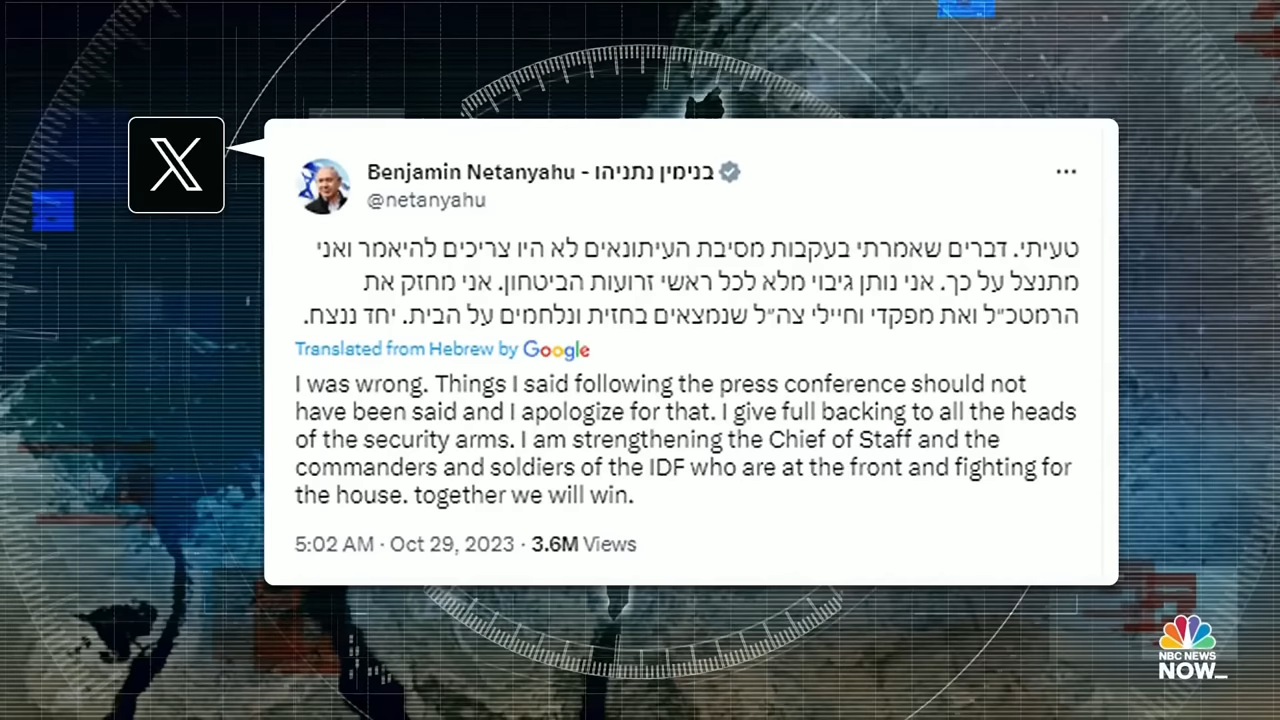 X
Benjamin Netanyahu - בנימין נתניהו
@netanyahu
טעיתי. דברים שאמרתי בעקבות מסיבת העיתונאים לא היו צריכים להיאמר ואני
מתנצל על כך. אני נותן גיבוי מלא לכל ראשי זרועות הביטחון. אני מחזק את
הרמטכ״ל ואת מפקדי וחיילי צה״ל שנמצאים בחזית ונלחמים על הבית. יחד ננצח.
Translated from Hebrew by Google
I was wrong. Things I said following the press conference should not
have been said and I apologize for that. I give full backing to all the heads
of the security arms. I am strengthening the Chief of Staff and the
commanders and soldiers of the IDF who are at the front and fighting for
the house. together we will win.
5:02 AM · Oct 29, 2023 · 3.6M Views
NBC NEWS
NOW_